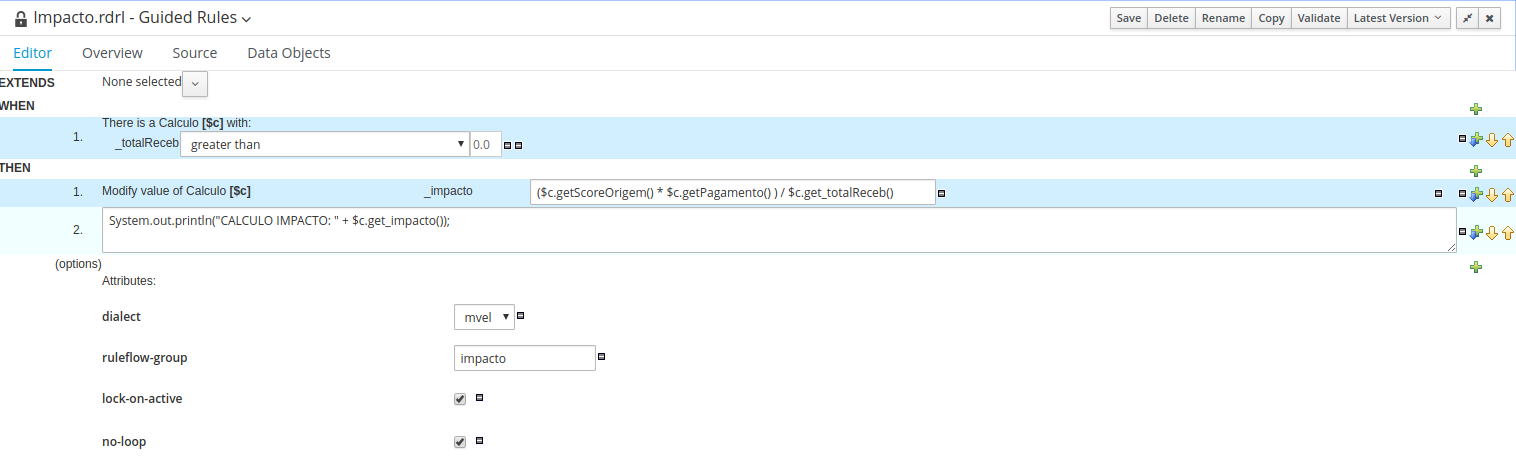 Impacto.rdrl - Guided Rules
Save Delete Rename Copy Validate Latest Version
Editor Overview Source Data Objects
EXTENDS None selected
WHEN
There is a Calculo [$c] with:
1. _totalReceb greater than 0.0
THEN
1. Modify value of Calculo [$c] _impacto ($c.getScoreOrigem() * $c.getPagamento() ) / $c.get_totalReceb()
2. System.out.println("CALCULO IMPACTO: " + $c.get_impacto());
(options)
Attributes:
dialect mvel
ruleflow-group impacto
lock-on-active
no-loop